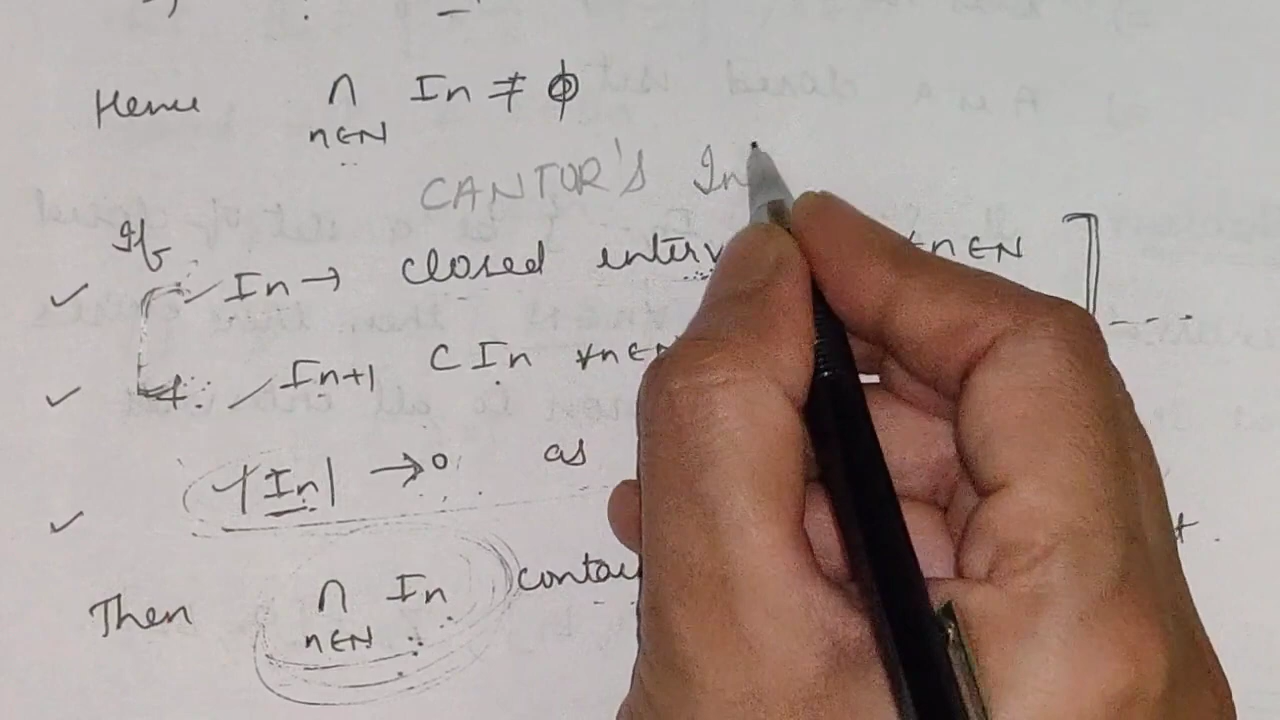 Hence ∩ In ≠ ϕ
n∈N
CANTOR'S In
If
In → closed interv ∀n∈N
In+1 ⊂ In ∀n∈N
|In| → 0 as
Then ∩ In contai
n∈N